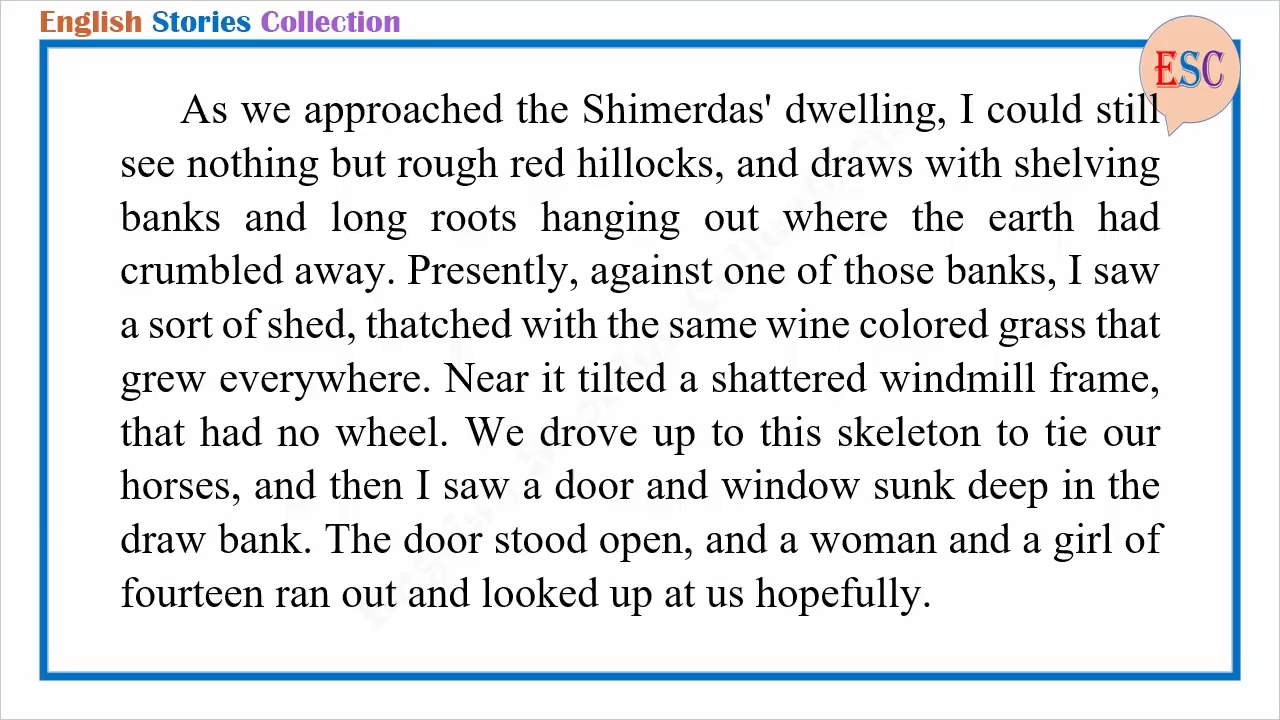 English Stories Collection
ESC
As we approached the Shimerdas' dwelling, I could still
see nothing but rough red hillocks, and draws with shelving
banks and long roots hanging out where the earth had
crumbled away. Presently, against one of those banks, I saw
a sort of shed, thatched with the same wine colored grass that
grew everywhere. Near it tilted a shattered windmill frame,
that had no wheel. We drove up to this skeleton to tie our
horses, and then I saw a door and window sunk deep in the
draw bank. The door stood open, and a woman and a girl of
fourteen ran out and looked up at us hopefully.